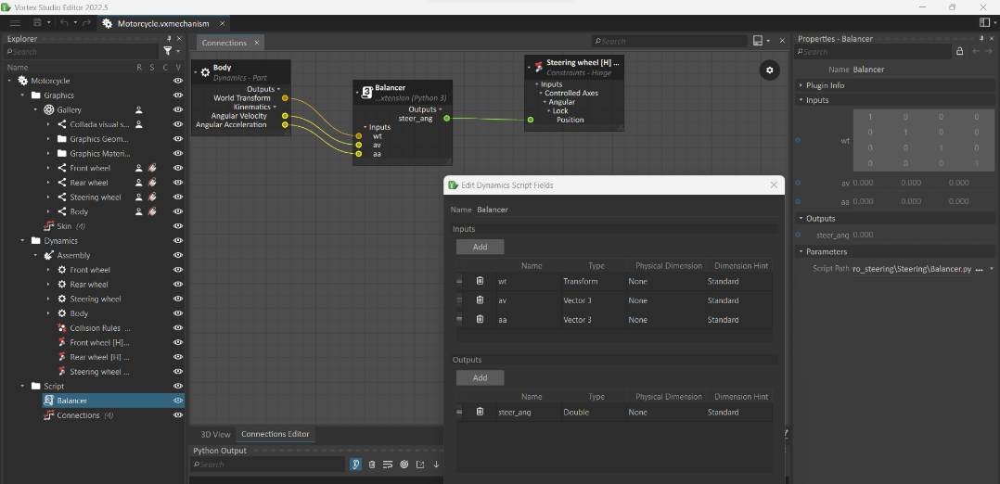 Vortex Studio Editor 2022.5
Motorcycle.vxmechanism
Explorer
Search
Name R S C V
Motorcycle
Graphics
Gallery
Collada visual s...
Graphics Geom...
Graphics Materi...
Front wheel
Rear wheel
Steering wheel
Body
Skin (4)
Dynamics
Assembly
Front wheel
Rear wheel
Steering wheel
Body
Collision Rules ...
Front wheel [H]...
Rear wheel [H] ...
Steering wheel ...
Script
Balancer
Connections (4)
Connections
Search
Body
Dynamics - Part
Outputs
World Transform
Kinematics
Angular Velocity
Angular Acceleration
Balancer
...xtension (Python 3)
Outputs
steer_ang
Inputs
wt
av
aa
Steering wheel [H] ...
Constraints - Hinge
Inputs
Controlled Axes
Angular
Lock
Position
3D View
Connections Editor
Python Output
Search
Edit Dynamics Script Fields
Name Balancer
Inputs
Add
Name Type Physical Dimension Dimension Hint
wt Transform None Standard
av Vector 3 None Standard
aa Vector 3 None Standard
Outputs
Add
Name Type Physical Dimension Dimension Hint
steer_ang Double None Standard
Properties - Balancer
Search
Name Balancer
Plugin Info
Inputs
wt
1 0 0 0
0 1 0 0
0 0 1 0
0 0 0 1
av 0.000 0.000 0.000
aa 0.000 0.000 0.000
Outputs
steer_ang 0.000
Parameters
Script Path ro_steering\Steering\Balancer.py ...